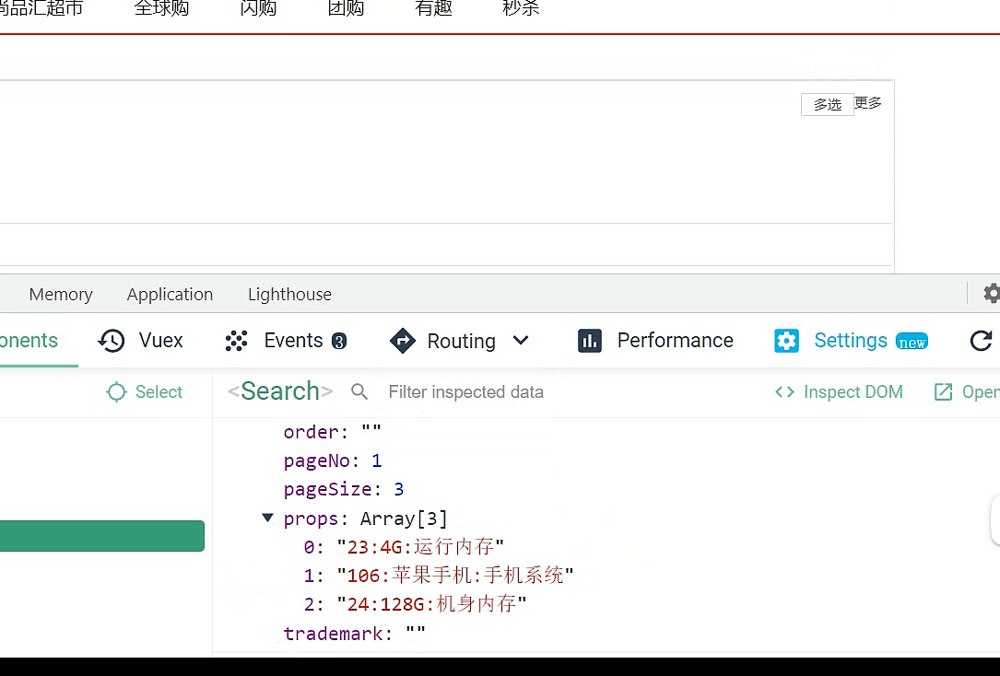 尚品汇超市 全球购 闪购 团购 有趣 秒杀
多选 更多
Memory Application Lighthouse
onents Vuex Events 3 Routing Performance Settings new
Select <Search> Filter inspected data Inspect DOM Open
order: ""
pageNo: 1
pageSize: 3
props: Array[3]
0: "23:4G:运行内存"
1: "106:苹果手机:手机系统"
2: "24:128G:机身内存"
trademark: ""